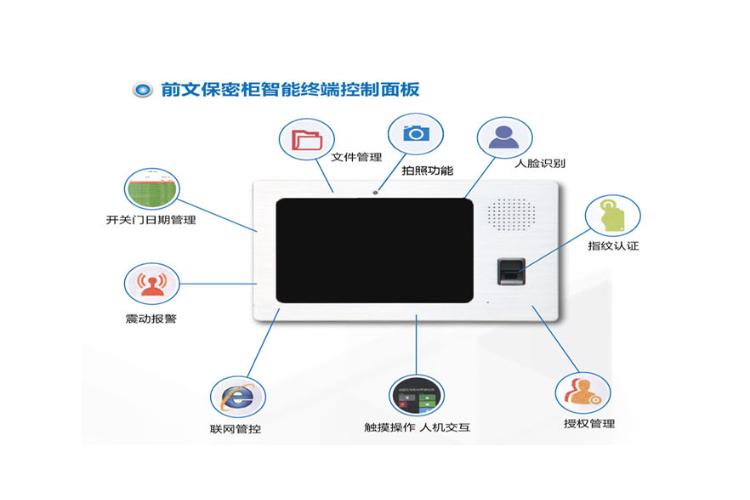 前文保密柜智能终端控制面板
文件管理
拍照功能
人脸识别
开关门日期管理
指纹认证
震动报警
联网管控
触摸操作 人机交互
授权管理